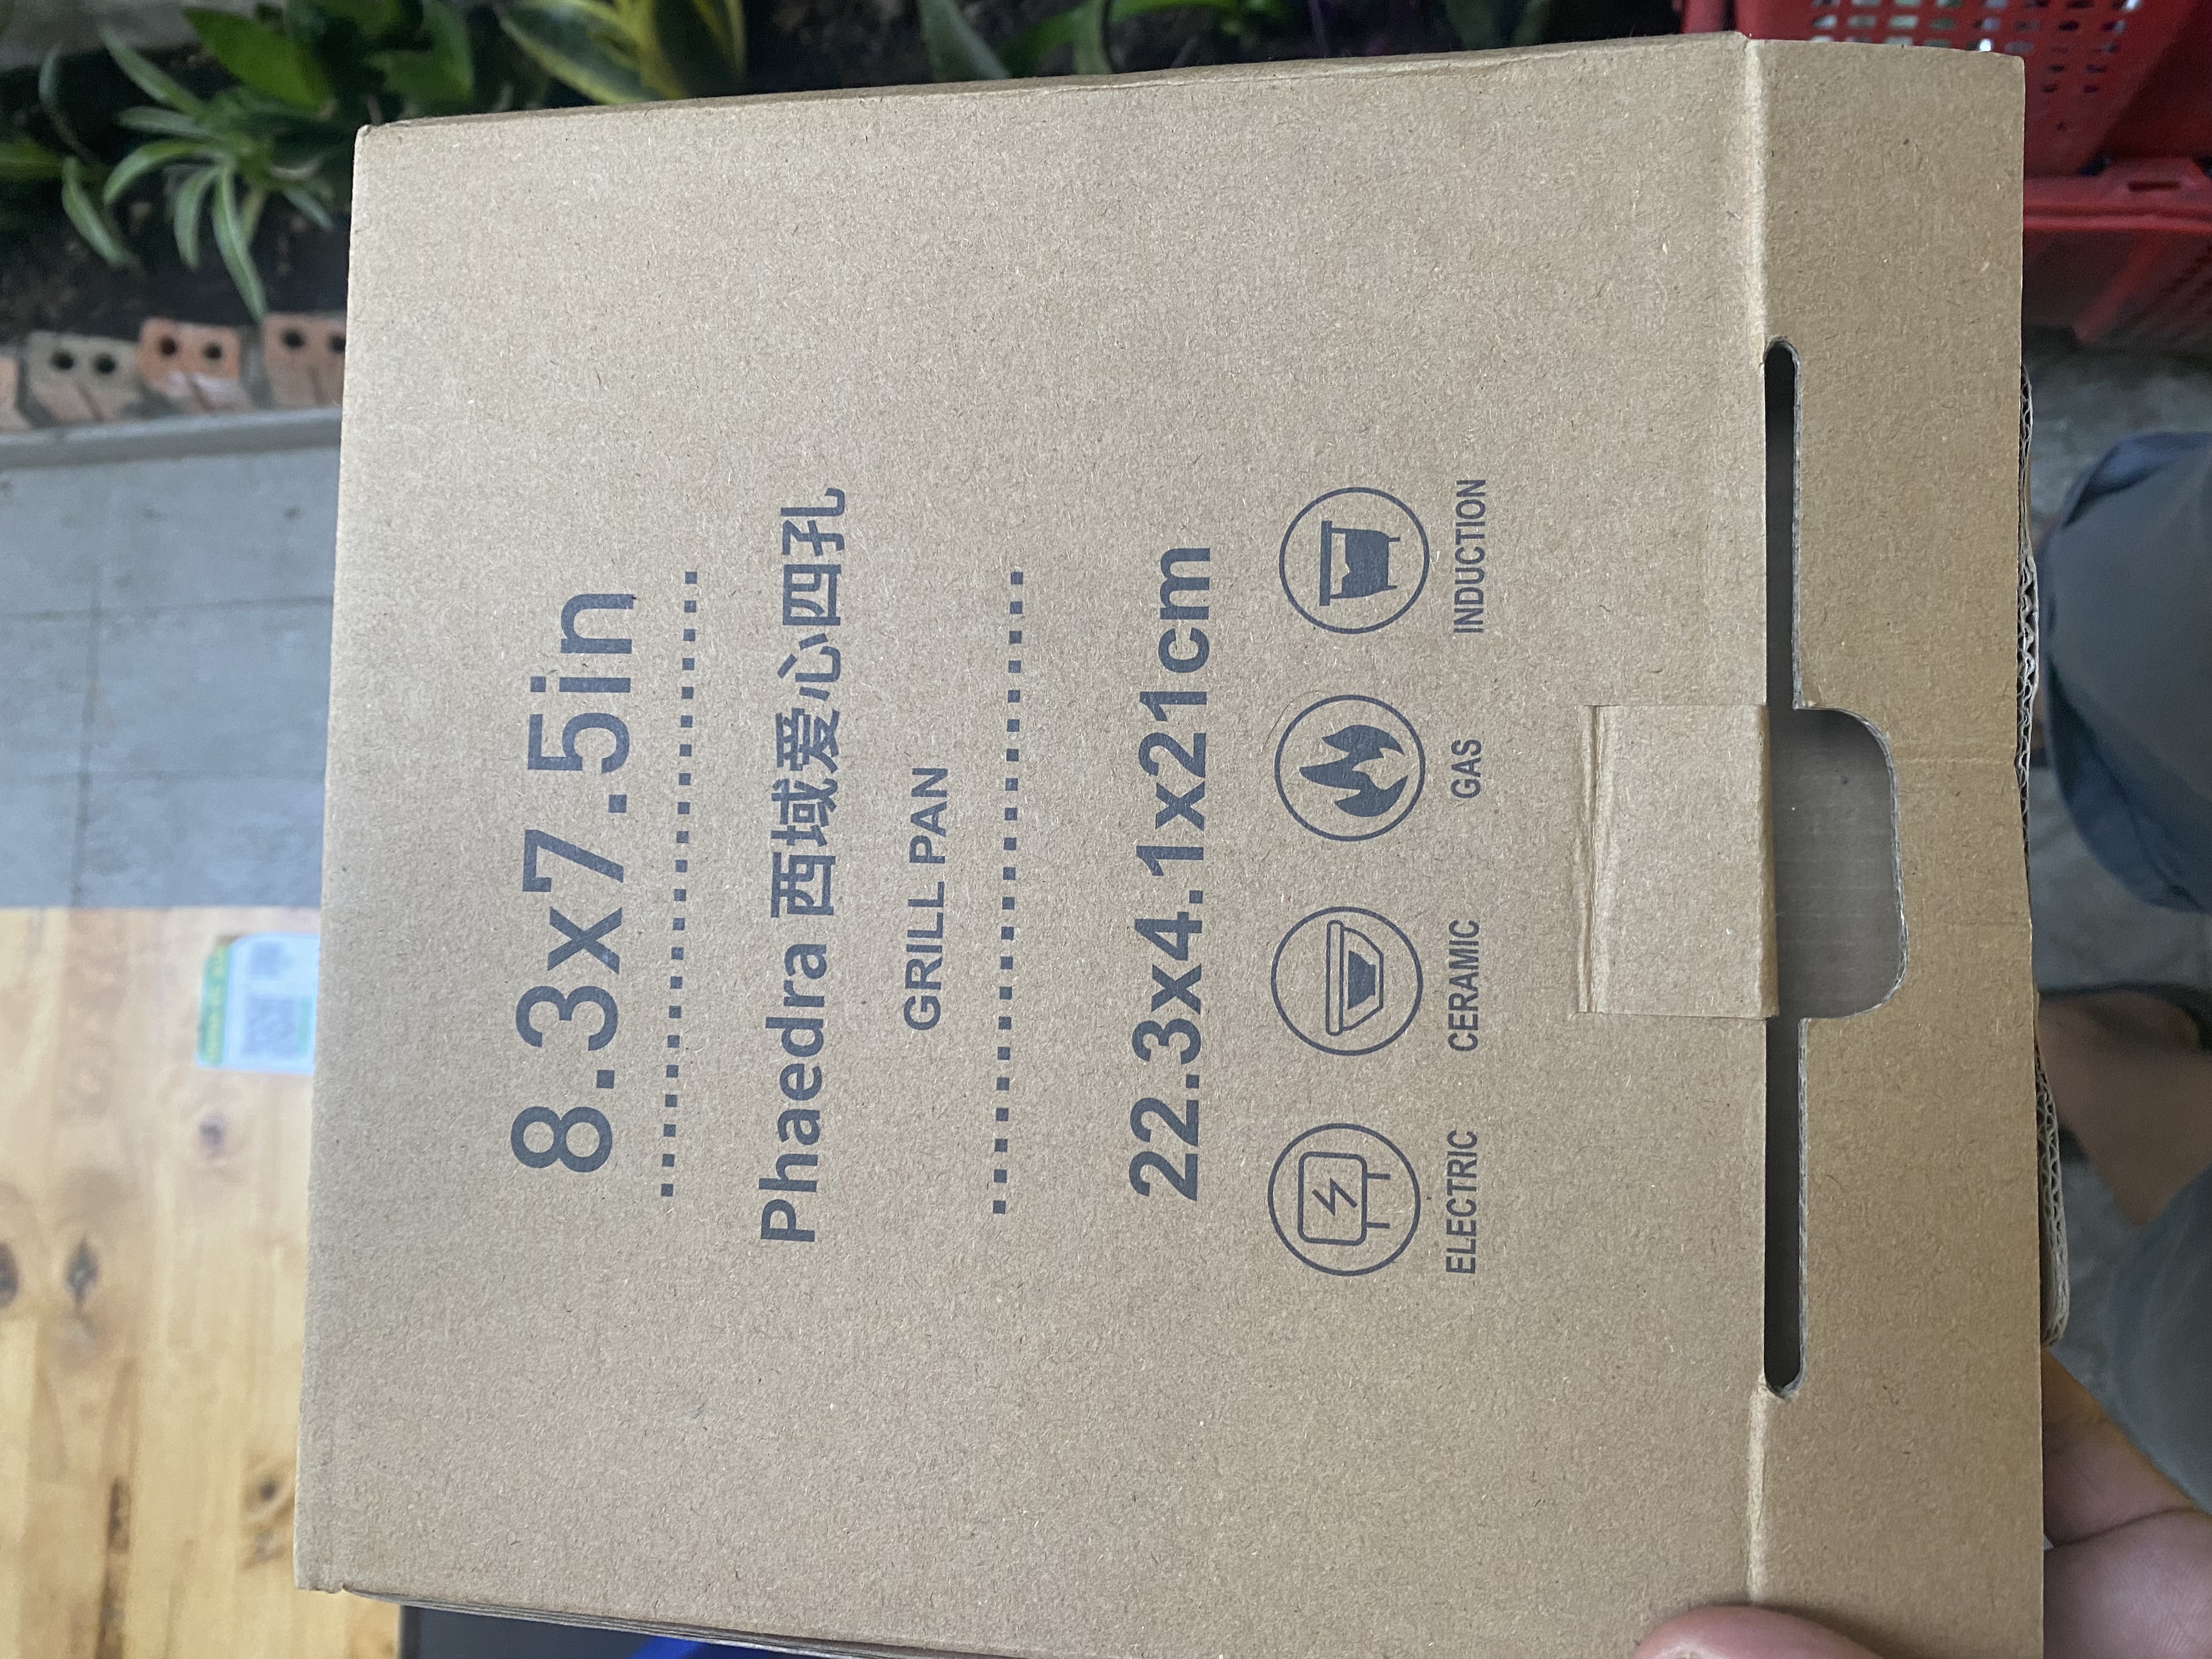 8.3x7.5in
Phaedra 西域爱心四孔
GRILL PAN
22.3x4.1x21cm
ELECTRIC CERAMIC GAS INDUCTION